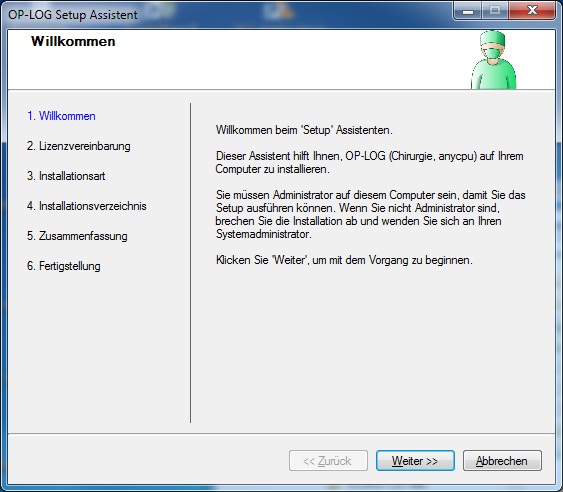 OP-LOG Setup Assistent
Willkommen
1. Willkommen
2. Lizenzvereinbarung
3. Installationsart
4. Installationsverzeichnis
5. Zusammenfassung
6. Fertigstellung
Willkommen beim 'Setup' Assistenten.
Dieser Assistent hilft Ihnen, OP-LOG (Chirurgie, anycpu) auf Ihrem
Computer zu installieren.
Sie müssen Administrator auf diesem Computer sein, damit Sie das
Setup ausführen können. Wenn Sie nicht Administrator sind,
brechen Sie die Installation ab und wenden Sie sich an Ihren
Systemadministrator.
Klicken Sie 'Weiter', um mit dem Vorgang zu beginnen.
<< Zurück
Weiter >>
Abbrechen